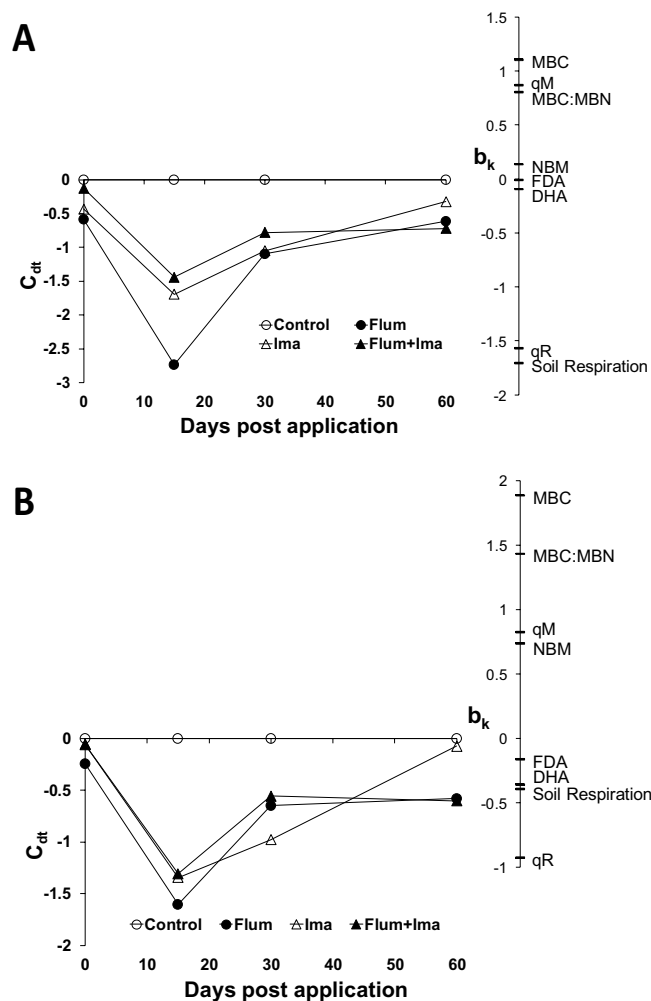 A
1.5
MBC
1
qM
MBC:MBN
0.5
bk
NBM
0
FDA
DHA
-0.5
-1
-1.5
qR
Soil Respiration
-2
0
-0.5
-1
-1.5
-2
-2.5
-3
Cdt
Control
Flum
Ima
Flum+Ima
0 10 20 30 40 50 60
Days post application
B
2
MBC
1.5
MBC:MBN
1
qM
NBM
0.5
bk
0
FDA
DHA
Soil Respiration
-0.5
qR
-1
0
-0.5
-1
-1.5
-2
Cdt
Control Flum Ima Flum+Ima
0 10 20 30 40 50 60
Days post application